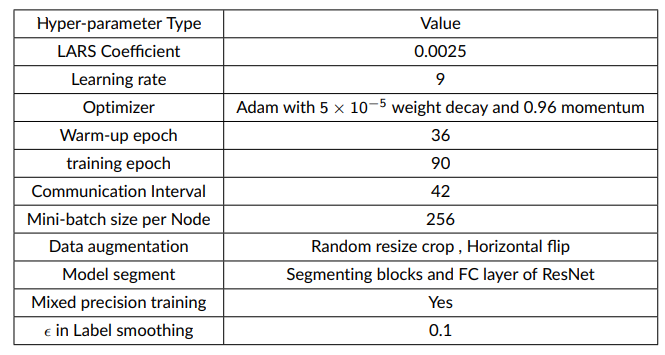 Hyper-parameter Type Value
LARS Coefficient 0.0025
Learning rate 9
Optimizer Adam with 5 × 10⁻⁵ weight decay and 0.96 momentum
Warm-up epoch 36
training epoch 90
Communication Interval 42
Mini-batch size per Node 256
Data augmentation Random resize crop , Horizontal flip
Model segment Segmenting blocks and FC layer of ResNet
Mixed precision training Yes
ϵ in Label smoothing 0.1